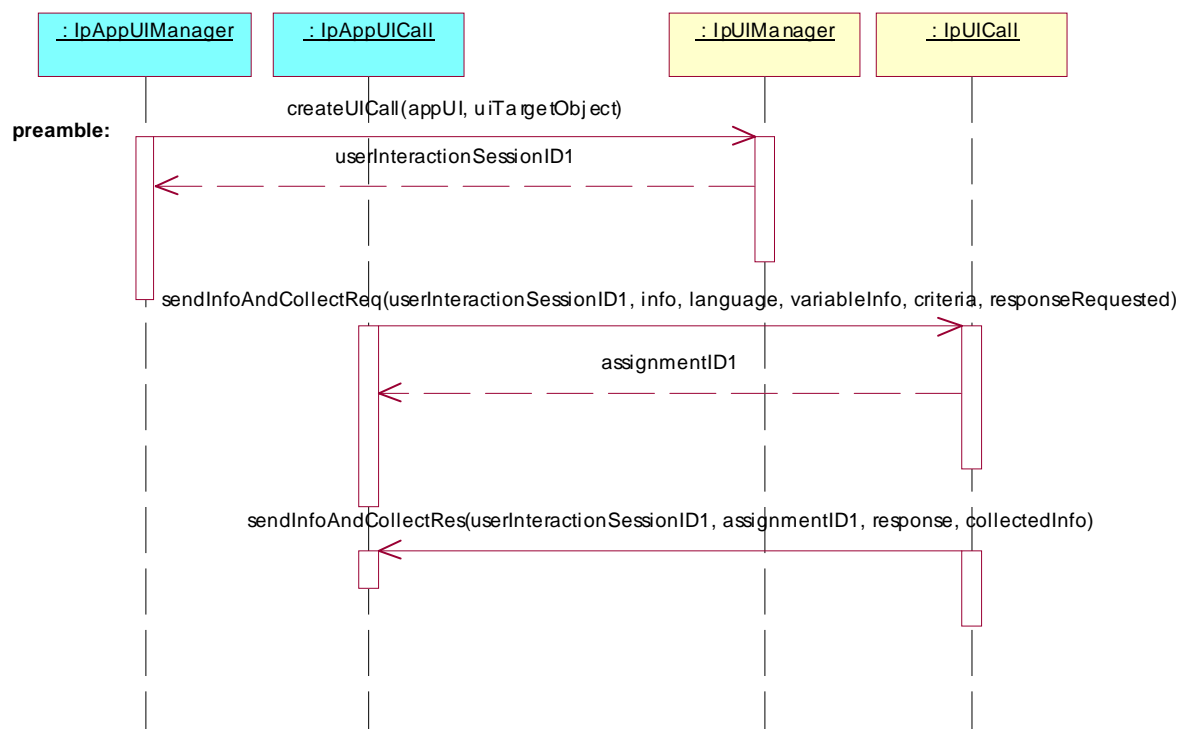 : IpAppUIManager
: IpAppUICall
: IpUIManager
: IpUICall
createUICall(appUI, uiTargetObject)
preamble:
userInteractionSessionID1
sendInfoAndCollectReq(userInteractionSessionID1, info, language, variableInfo, criteria, responseRequested)
assignmentID1
sendInfoAndCollectRes(userInteractionSessionID1, assignmentID1, response, collectedInfo)